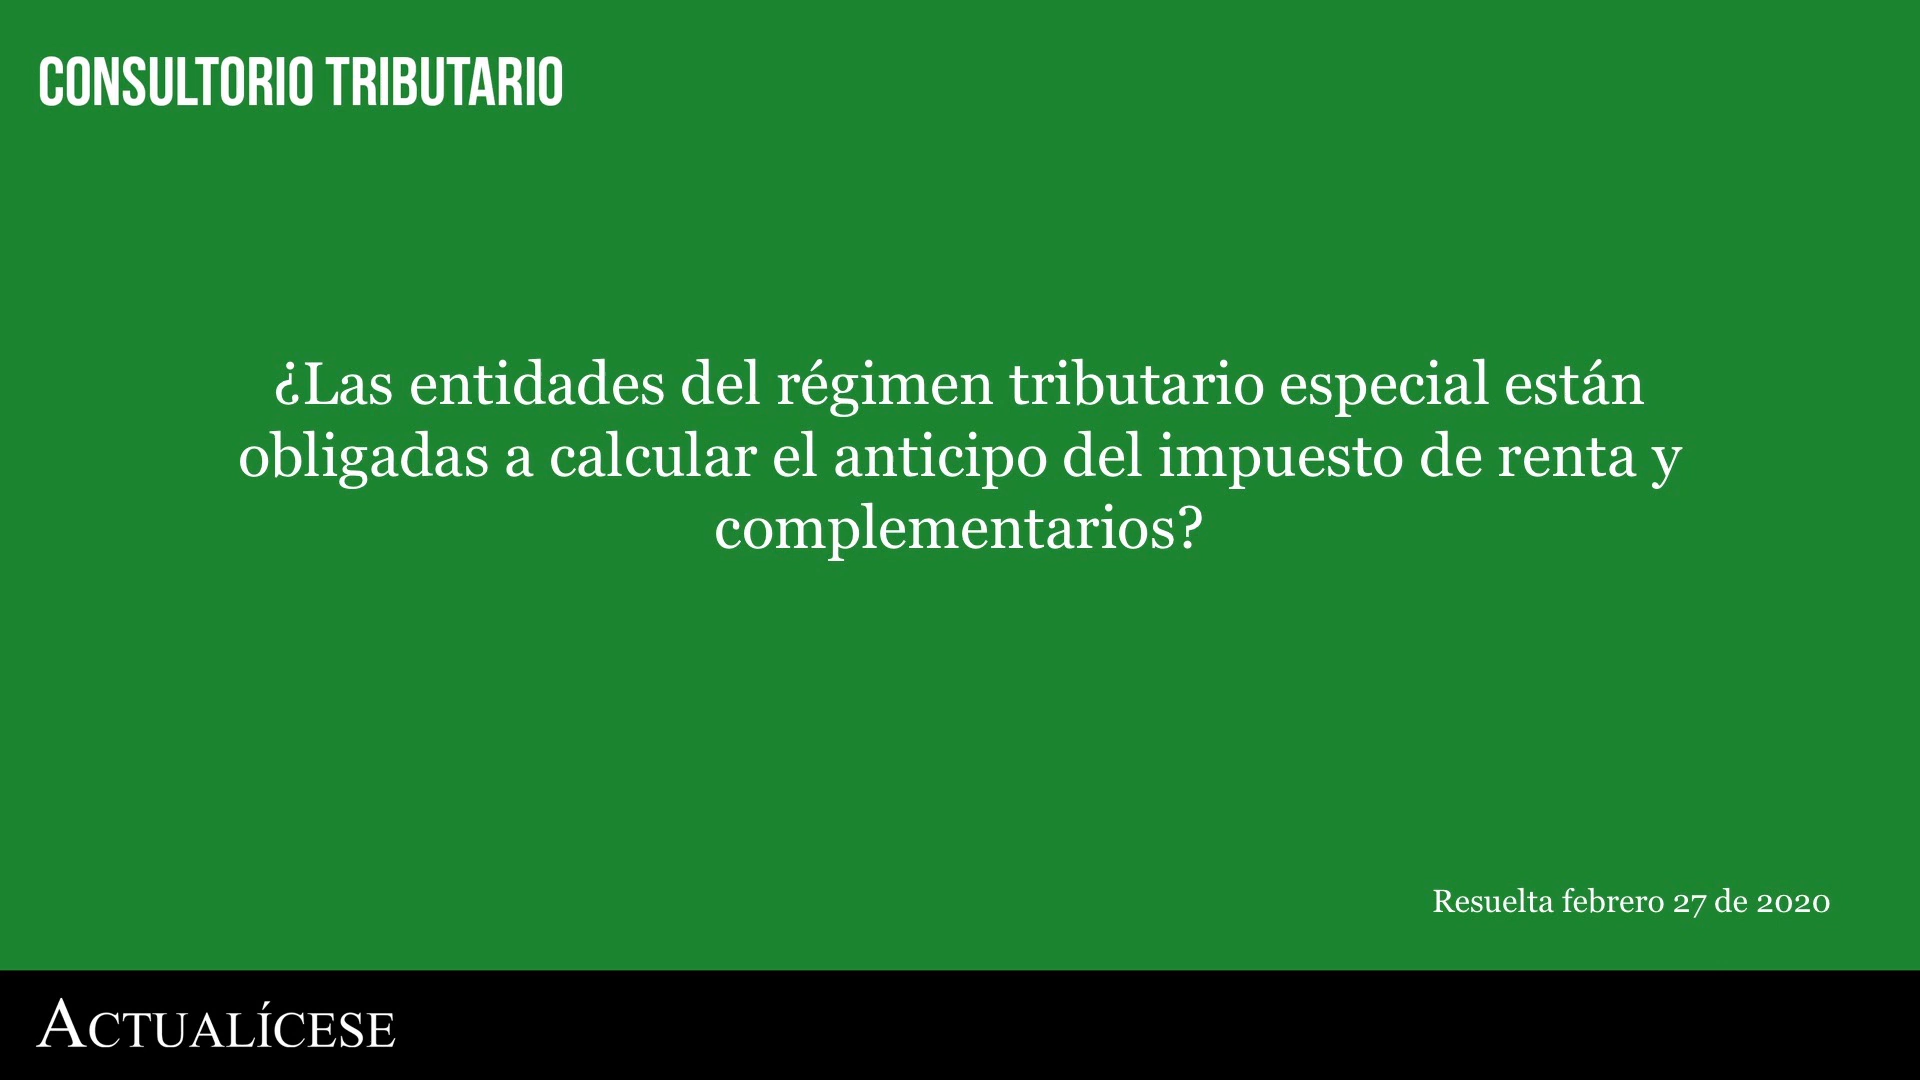 CONSULTORIO TRIBUTARIO
¿Las entidades del régimen tributario especial están
obligadas a calcular el anticipo del impuesto de renta y
complementarios?
Resuelta febrero 27 de 2020
ACTUALÍCESE